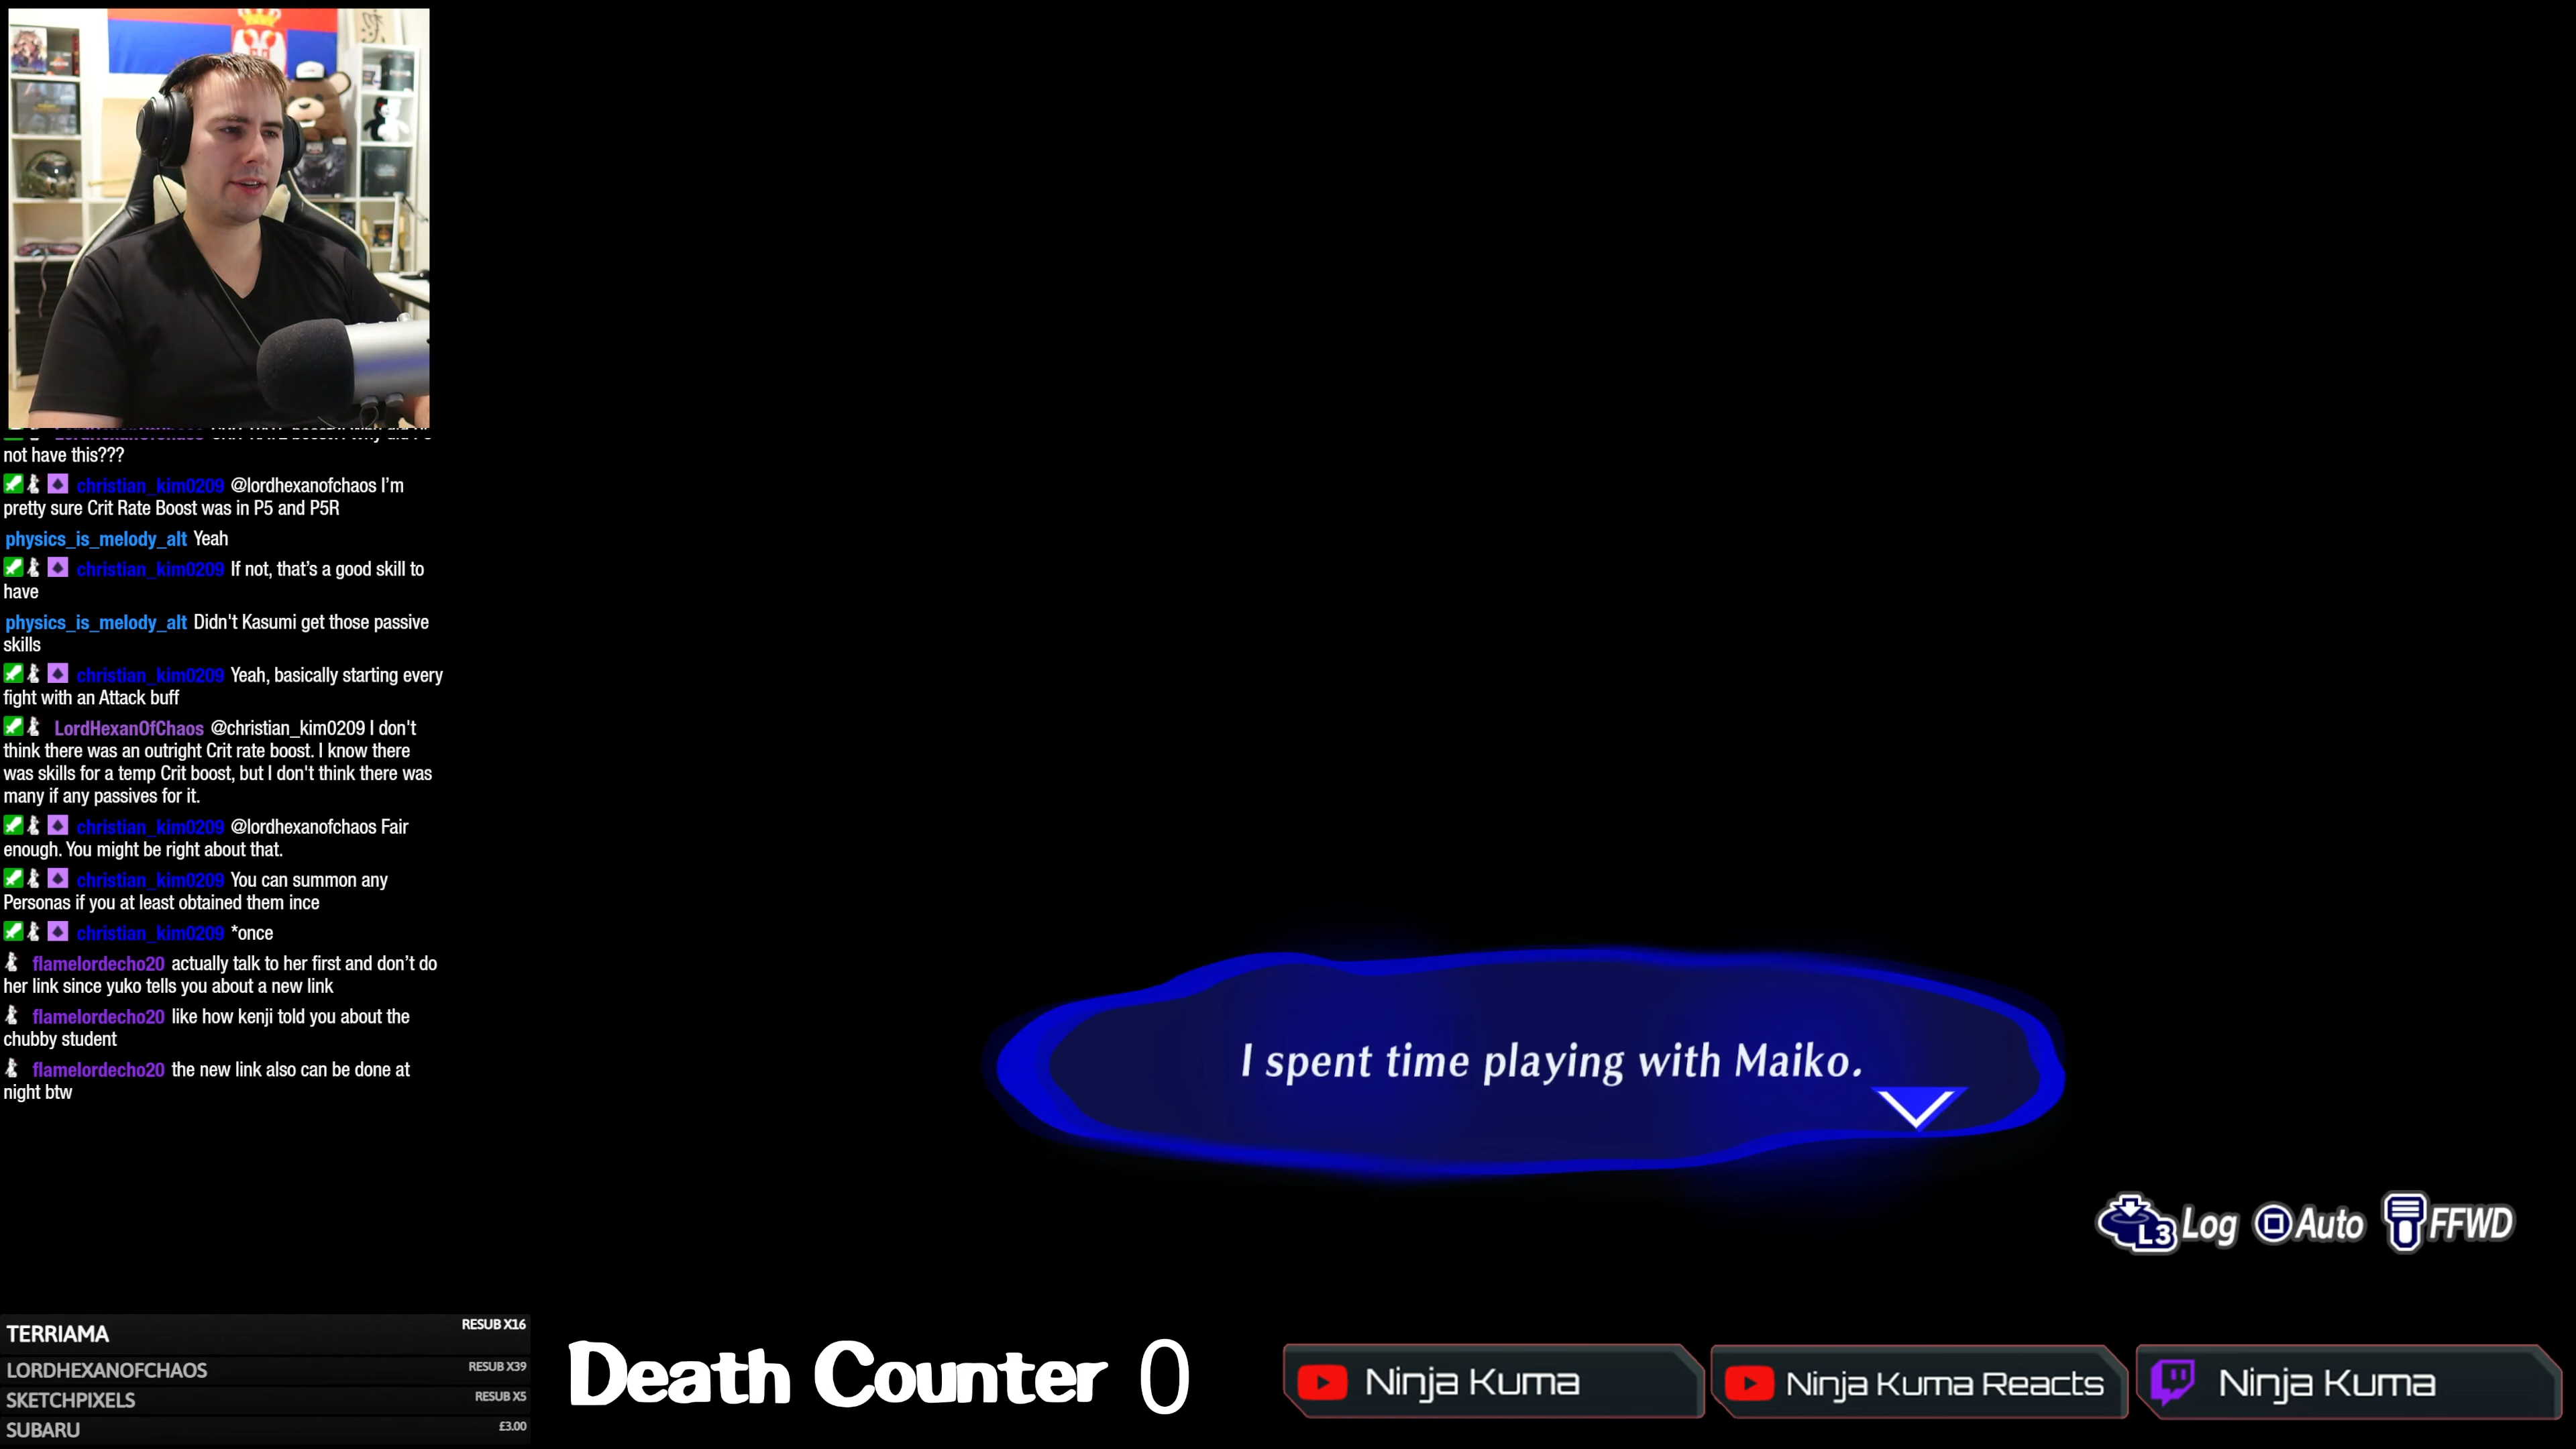 not have this???
christian_kim0209 @lordhexanofchaos I'm
pretty sure Crit Rate Boost was in P5 and P5R
physics_is_melody_alt Yeah
christian_kim0209 If not, that's a good skill to
have
physics_is_melody_alt Didn't Kasumi get those passive
skills
christian_kim0209 Yeah, basically starting every
fight with an Attack buff
LordHexanOfChaos @christian_kim0209 I don't
think there was an outright Crit rate boost. I know there
was skills for a temp Crit boost, but I don't think there was
many if any passives for it.
christian_kim0209 @lordhexanofchaos Fair
enough. You might be right about that.
christian_kim0209 You can summon any
Personas if you at least obtained them ince
christian_kim0209 *once
flamelordecho20 actually talk to her first and don't do
her link since yuko tells you about a new link
flamelordecho20 like how kenji told you about the
chubby student
flamelordecho20 the new link also can be done at
night btw
I spent time playing with Maiko.
L3 Log Auto FFWD
TERRIAMA RESUB X16
LORDHEXANOFCHAOS RESUB X39
SKETCHPIXELS RESUB X5
SUBARU £3.00
Death Counter 0
Ninja Kuma
Ninja Kuma Reacts
Ninja Kuma